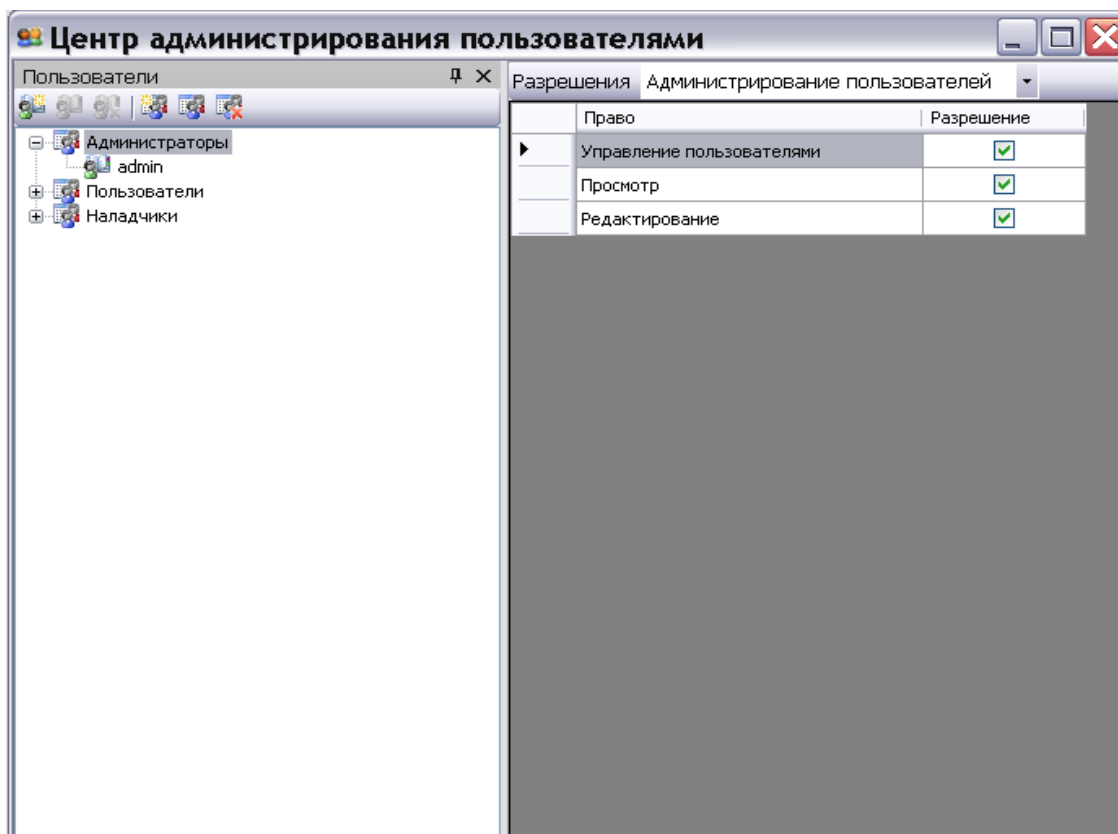 Центр администрирования пользователями
Пользователи
Администраторы
admin
Пользователи
Наладчики
Разрешения Администрирование пользователей
Право Разрешение
Управление пользователями
Просмотр
Редактирование